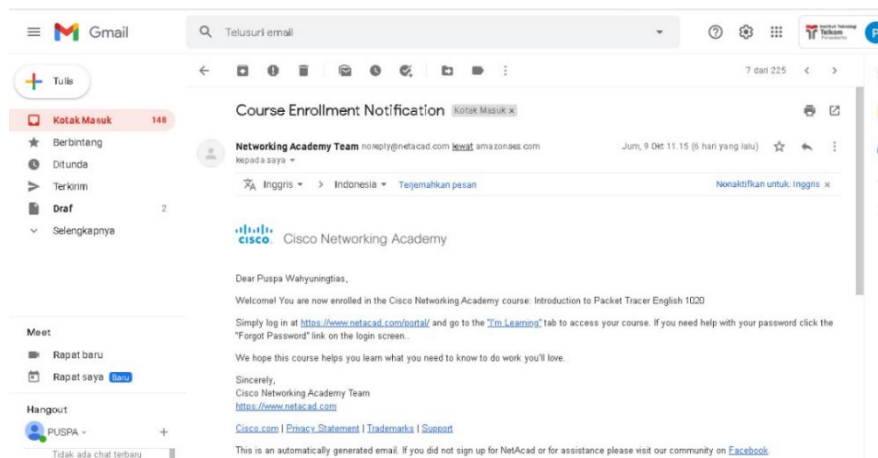 Gmail
Telusuri email
Institut Teknologi
Telkom
Purwokerto
P
Tulis
7 dari 225
Kotak Masuk 148
Berbintang
Ditunda
Terkirim
Draf 2
Selengkapnya
Course Enrollment Notification Kotak Masuk x
Networking Academy Team noreply@netacad.com lewat amazonses.com Jum, 9 Okt 11.15 (6 hari yang lalu)
kepada saya
Inggris > Indonesia Terjemahkan pesan Nonaktifkan untuk: Inggris x
CISCO. Cisco Networking Academy
Dear Puspa Wahyuningtias,
Welcome! You are now enrolled in the Cisco Networking Academy course: Introduction to Packet Tracer English 1020
Simply log in at https://www.netacad.com/portal/ and go to the "I'm Learning" tab to access your course. If you need help with your password click the
"Forgot Password" link on the login screen..
We hope this course helps you learn what you need to know to do work you'll love.
Sincerely,
Cisco Networking Academy Team
https://www.netacad.com
Cisco.com | Privacy Statement | Trademarks | Support
This is an automatically generated email. If you did not sign up for NetAcad or for assistance please visit our community on Facebook.
Meet
Rapat baru
Rapat saya Baru
Hangout
PUSPA
Tidak ada chat terbaru